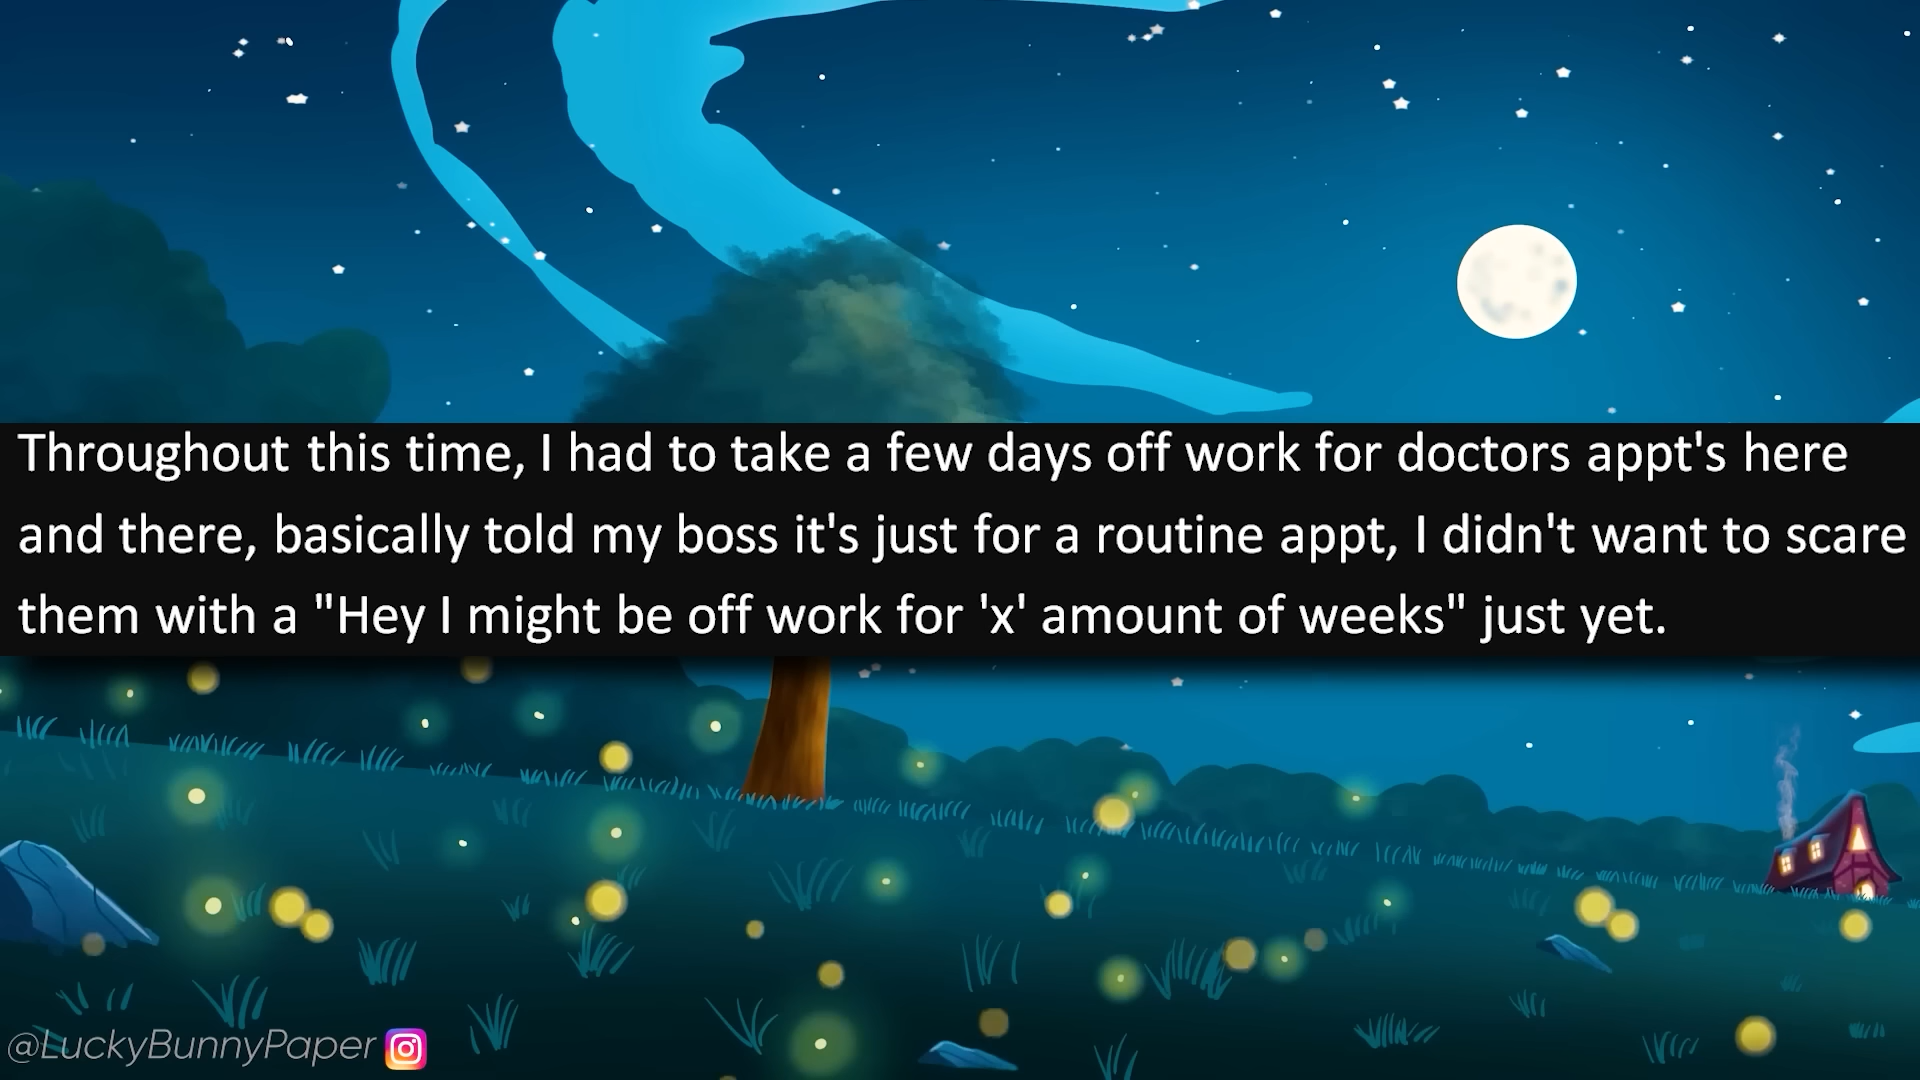 Throughout this time, I had to take a few days off work for doctors appt's here
and there, basically told my boss it's just for a routine appt, I didn't want to scare
them with a "Hey I might be off work for 'x' amount of weeks" just yet.
@LuckyBunnyPaper